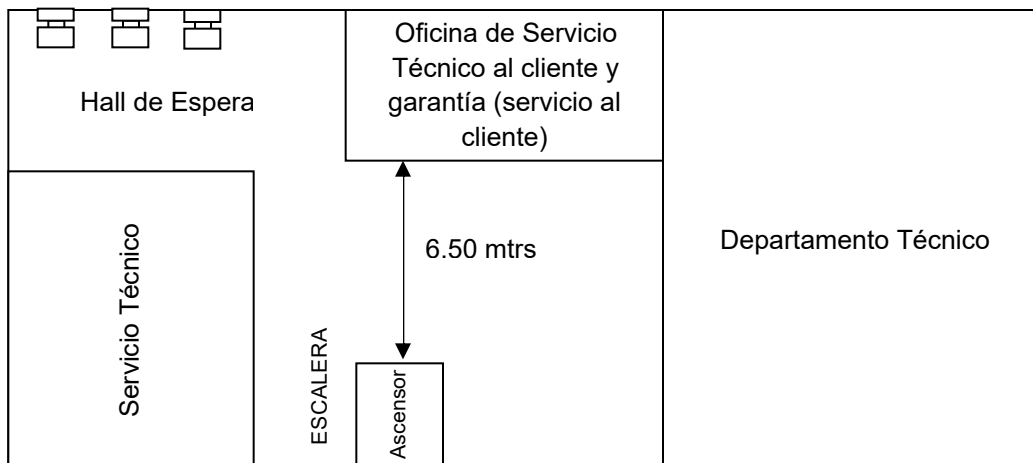 Oficina de Servicio
Técnico al cliente y
garantía (servicio al
cliente)
Hall de Espera
6.50 mtrs
Departamento Técnico
Servicio Técnico
ESCALERA
Ascensor